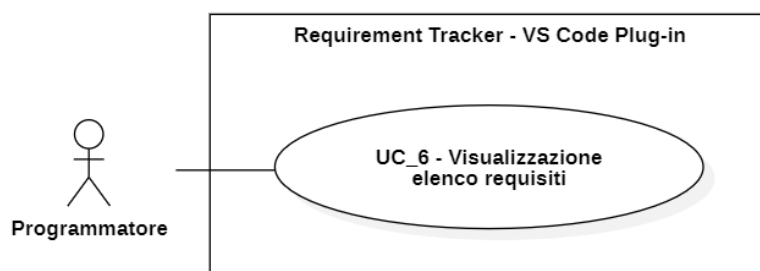 Requirement Tracker - VS Code Plug-in
UC_6 - Visualizzazione
elenco requisiti
Programmatore